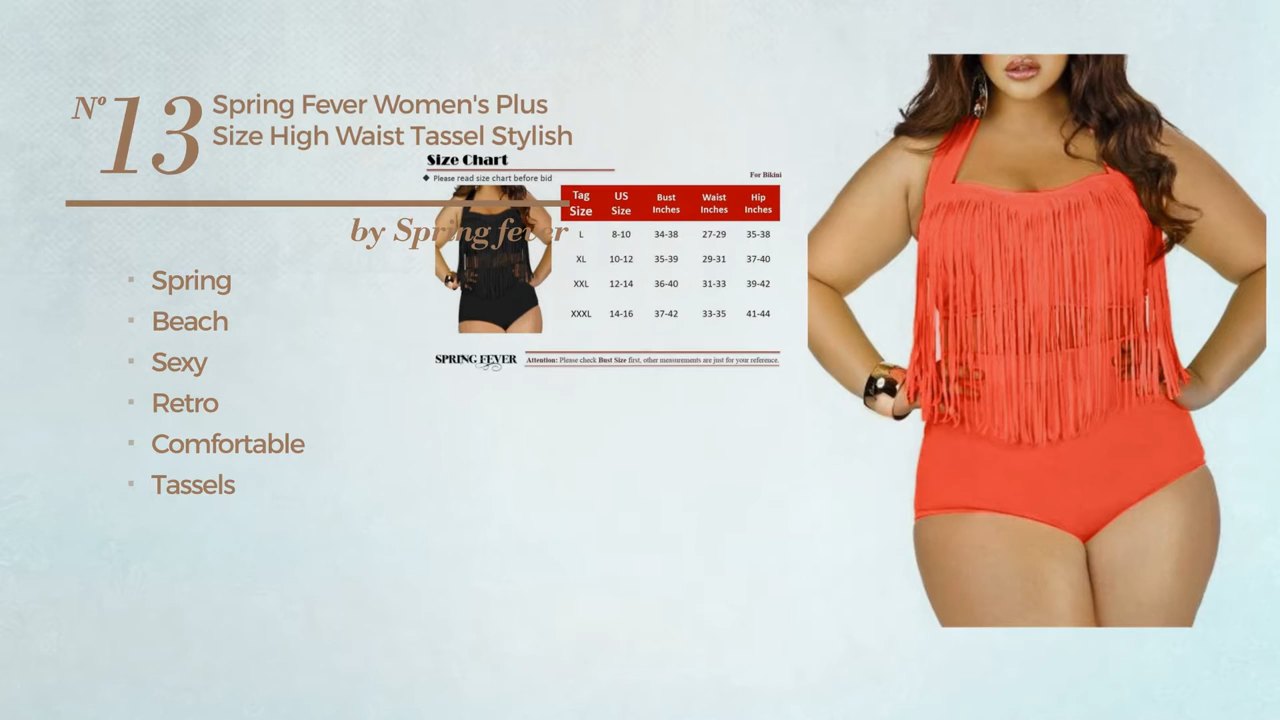 Nº 13
Spring Fever Women's Plus
Size High Waist Tassel Stylish
by Spring fever
▪ Spring
▪ Beach
▪ Sexy
▪ Retro
▪ Comfortable
▪ Tassels
Size Chart
◆ Please read size chart before bid
For Bikini
Tag Size US Size Bust Inches Waist Inches Hip Inches
L 8-10 34-38 27-29 35-38
XL 10-12 35-39 29-31 37-40
XXL 12-14 36-40 31-33 39-42
XXXL 14-16 37-42 33-35 41-44
SPRING FEVER
Attention: Please check Bust Size first, other measurements are just for your reference.